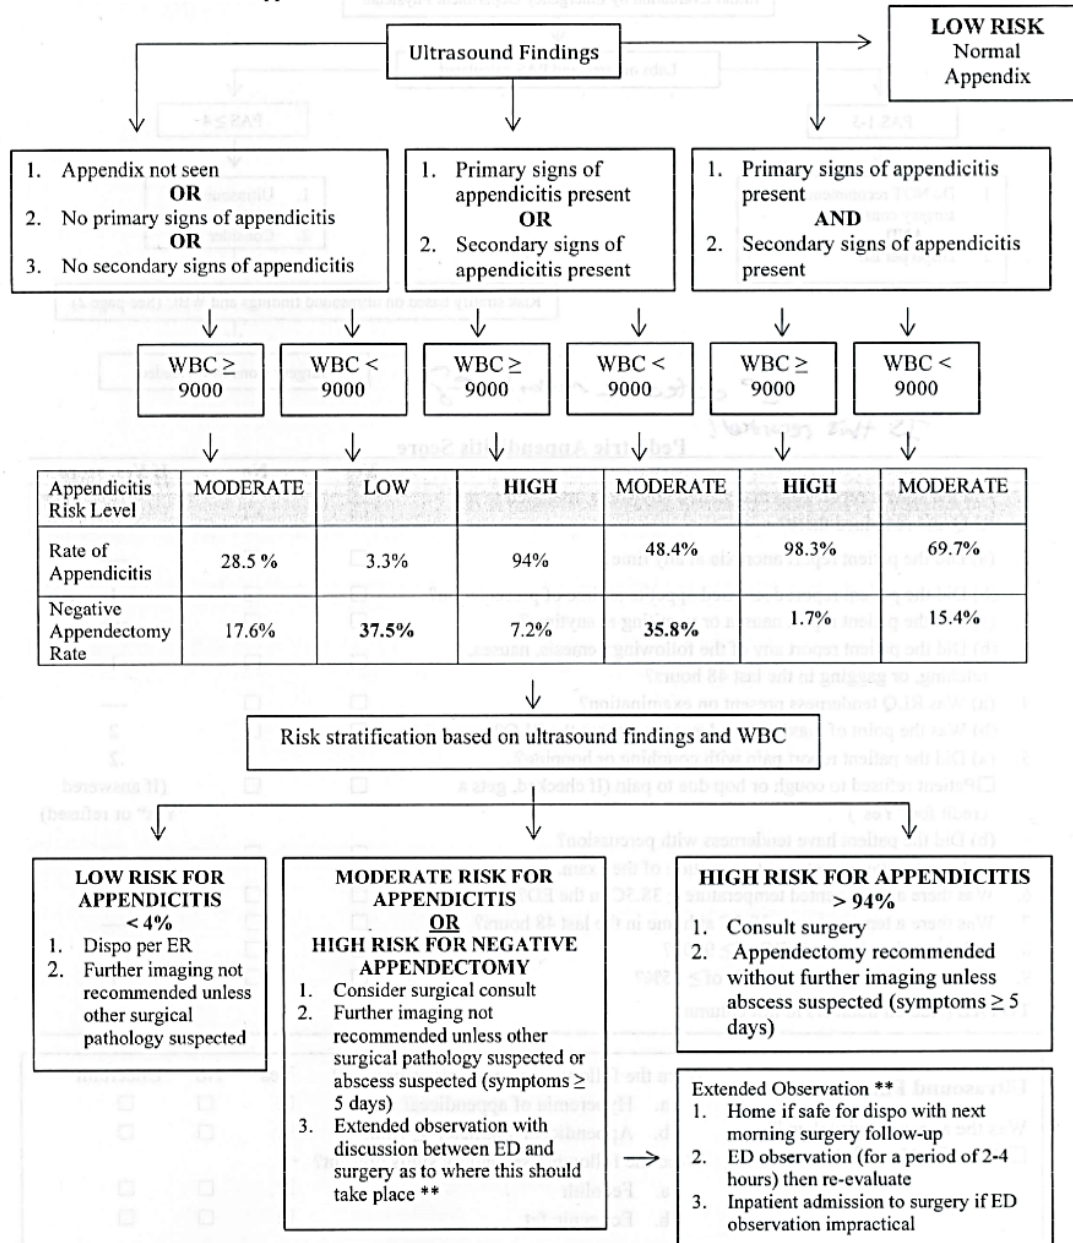 Ultrasound Findings
LOW RISK
Normal
Appendix
1. Appendix not seen
OR
2. No primary signs of appendicitis
OR
3. No secondary signs of appendicitis
1. Primary signs of
appendicitis present
OR
2. Secondary signs of
appendicitis present
1. Primary signs of appendicitis
present
AND
2. Secondary signs of appendicitis
present
WBC ≥
9000
WBC <
9000
WBC ≥
9000
WBC <
9000
WBC ≥
9000
WBC <
9000
Appendicitis
Risk Level
MODERATE
LOW
HIGH
MODERATE
HIGH
MODERATE
Rate of
Appendicitis
28.5 %
3.3%
94%
48.4%
98.3%
69.7%
Negative
Appendectomy
Rate
17.6%
37.5%
7.2%
35.8%
1.7%
15.4%
Risk stratification based on ultrasound findings and WBC
LOW RISK FOR
APPENDICITIS
< 4%
1. Dispo per ER
2. Further imaging not
recommended unless
other surgical
pathology suspected
MODERATE RISK FOR
APPENDICITIS
OR
HIGH RISK FOR NEGATIVE
APPENDECTOMY
1. Consider surgical consult
2. Further imaging not
recommended unless other
surgical pathology suspected or
abscess suspected (symptoms ≥
5 days)
3. Extended observation with
discussion between ED and
surgery as to where this should
take place **
HIGH RISK FOR APPENDICITIS
> 94%
1. Consult surgery
2. Appendectomy recommended
without further imaging unless
abscess suspected (symptoms ≥ 5
days)
Extended Observation **
1. Home if safe for dispo with next
morning surgery follow-up
2. ED observation (for a period of 2-4
hours) then re-evaluate
3. Inpatient admission to surgery if ED
observation impractical